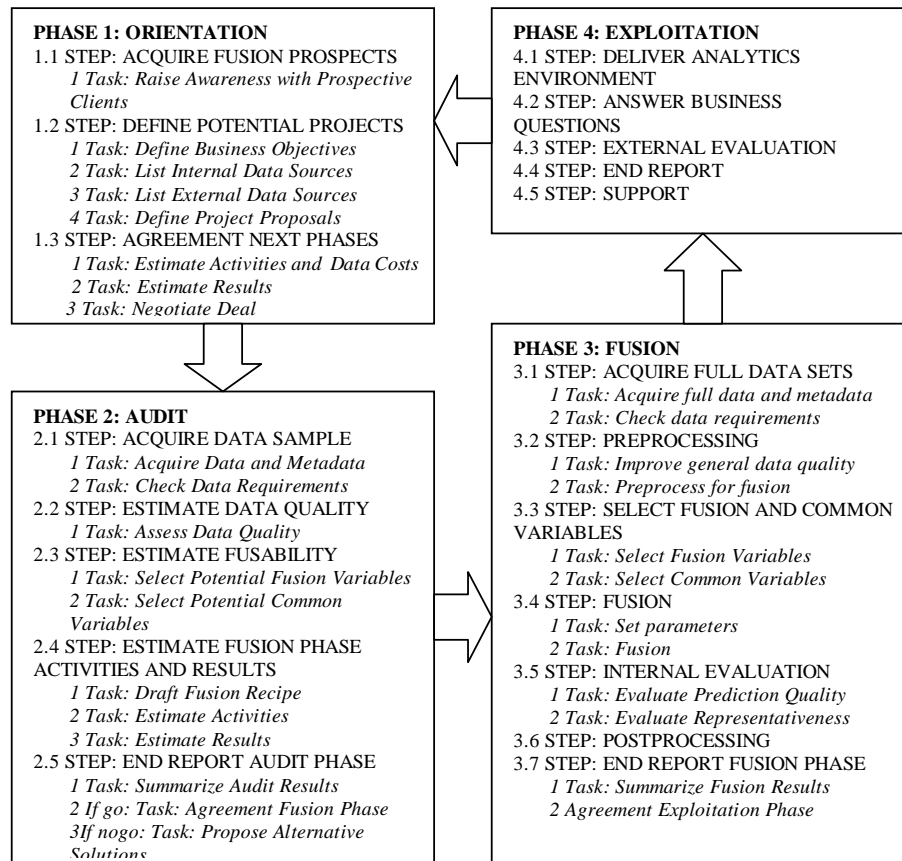 PHASE 1: ORIENTATION
1.1 STEP: ACQUIRE FUSION PROSPECTS
1 Task: Raise Awareness with Prospective
Clients
1.2 STEP: DEFINE POTENTIAL PROJECTS
1 Task: Define Business Objectives
2 Task: List Internal Data Sources
3 Task: List External Data Sources
4 Task: Define Project Proposals
1.3 STEP: AGREEMENT NEXT PHASES
1 Task: Estimate Activities and Data Costs
2 Task: Estimate Results
3 Task: Negotiate Deal
PHASE 2: AUDIT
2.1 STEP: ACQUIRE DATA SAMPLE
1 Task: Acquire Data and Metadata
2 Task: Check Data Requirements
2.2 STEP: ESTIMATE DATA QUALITY
1 Task: Assess Data Quality
2.3 STEP: ESTIMATE FUSABILITY
1 Task: Select Potential Fusion Variables
2 Task: Select Potential Common
Variables
2.4 STEP: ESTIMATE FUSION PHASE
ACTIVITIES AND RESULTS
1 Task: Draft Fusion Recipe
2 Task: Estimate Activities
3 Task: Estimate Results
2.5 STEP: END REPORT AUDIT PHASE
1 Task: Summarize Audit Results
2 If go: Task: Agreement Fusion Phase
3If nogo: Task: Propose Alternative
Solutions
PHASE 3: FUSION
3.1 STEP: ACQUIRE FULL DATA SETS
1 Task: Acquire full data and metadata
2 Task: Check data requirements
3.2 STEP: PREPROCESSING
1 Task: Improve general data quality
2 Task: Preprocess for fusion
3.3 STEP: SELECT FUSION AND COMMON
VARIABLES
1 Task: Select Fusion Variables
2 Task: Select Common Variables
3.4 STEP: FUSION
1 Task: Set parameters
2 Task: Fusion
3.5 STEP: INTERNAL EVALUATION
1 Task: Evaluate Prediction Quality
2 Task: Evaluate Representativeness
3.6 STEP: POSTPROCESSING
3.7 STEP: END REPORT FUSION PHASE
1 Task: Summarize Fusion Results
2 Agreement Exploitation Phase
PHASE 4: EXPLOITATION
4.1 STEP: DELIVER ANALYTICS
ENVIRONMENT
4.2 STEP: ANSWER BUSINESS
QUESTIONS
4.3 STEP: EXTERNAL EVALUATION
4.4 STEP: END REPORT
4.5 STEP: SUPPORT